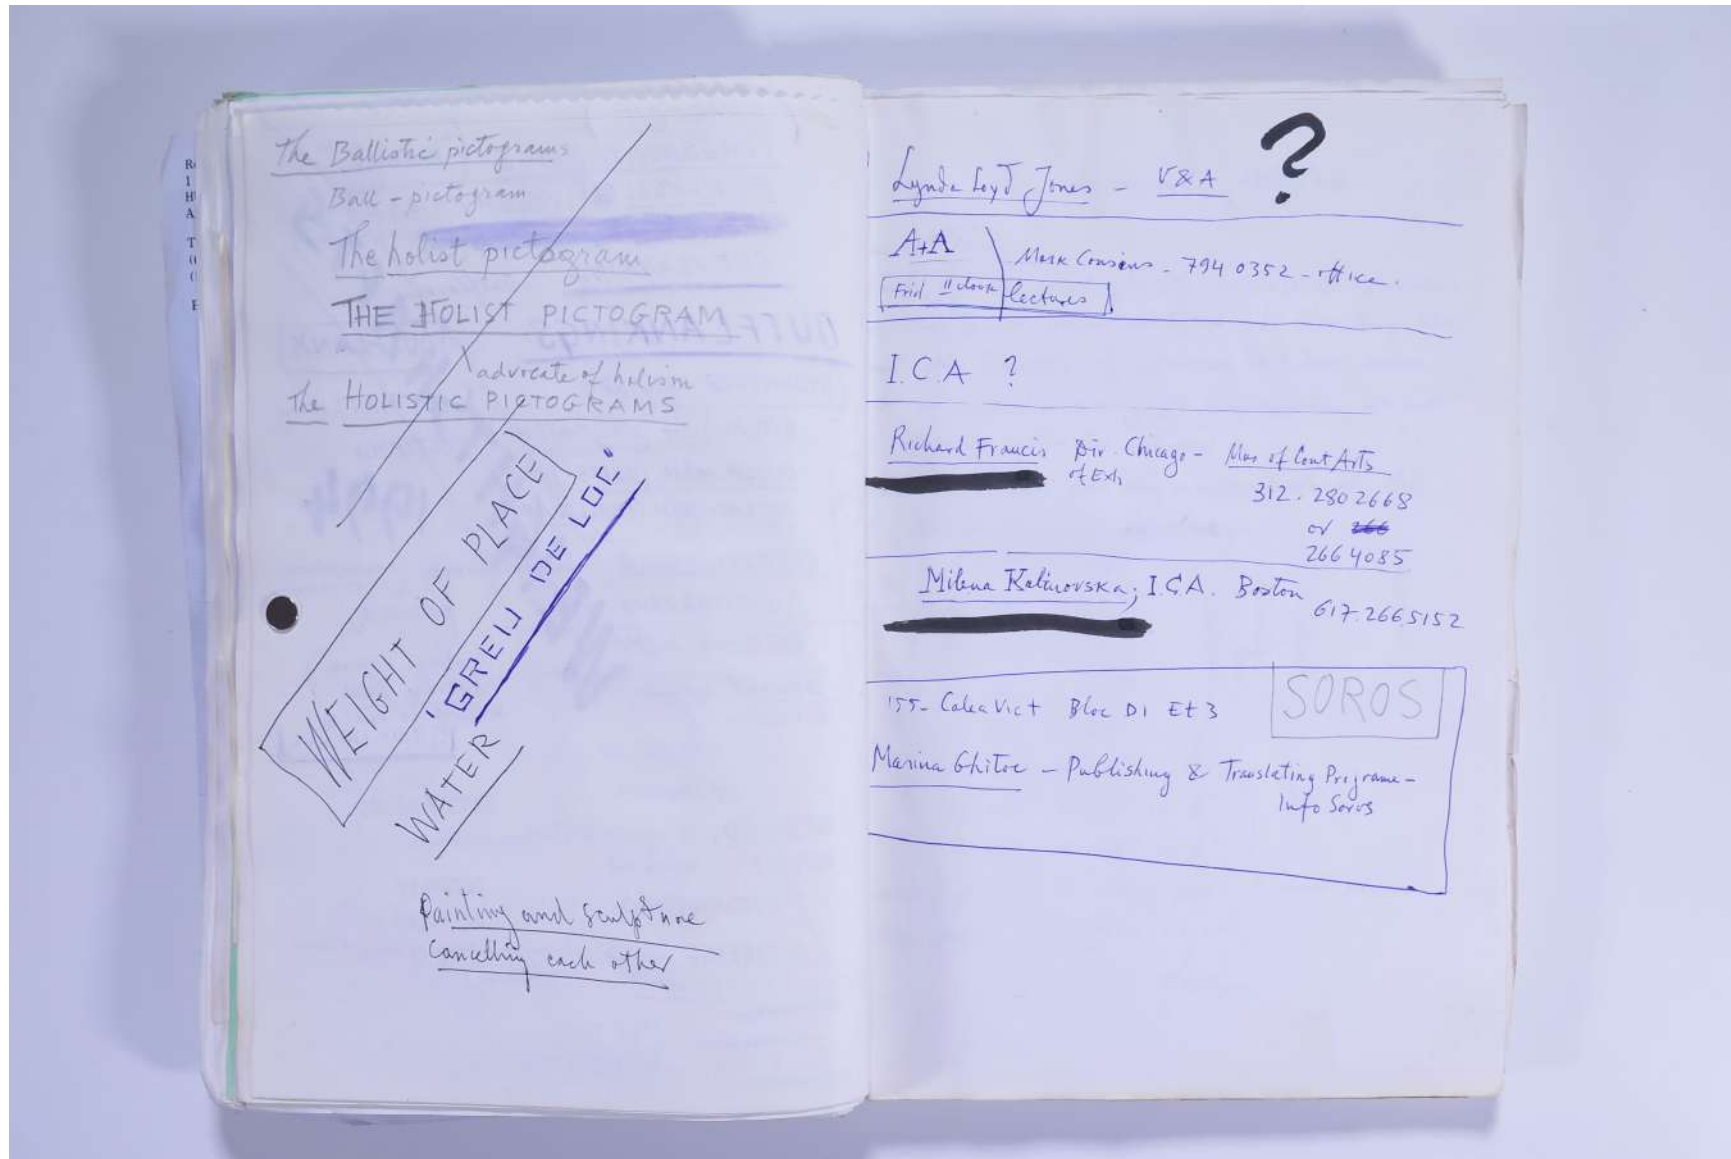 The Ballistic pictograms
Ball - pictogram
The holist pictogram
THE HOLIST PICTOGRAM
advocate of holism
The HOLISTIC PICTOGRAMS
WEIGHT OF PLACE
'GREU DE LOC'
WATER
Painting and sculpture
cancelling each other
Lynda Loyd Jones - V&A ?
A+A
Mark Cousins - 794 0352 - office.
Frid 11 clock lectures
I.C.A ?
Richard Francis Dir. Chicago - Mus of Cont Arts
of Exh
312. 280 2668
or 266
266 4085
Milena Kalinovska; I.C.A. Boston
617.266.5152
SOROS
155- Calea Vict Bloc D1 Et 3
Marina - Publishing & Translating Programe -
Info Soros